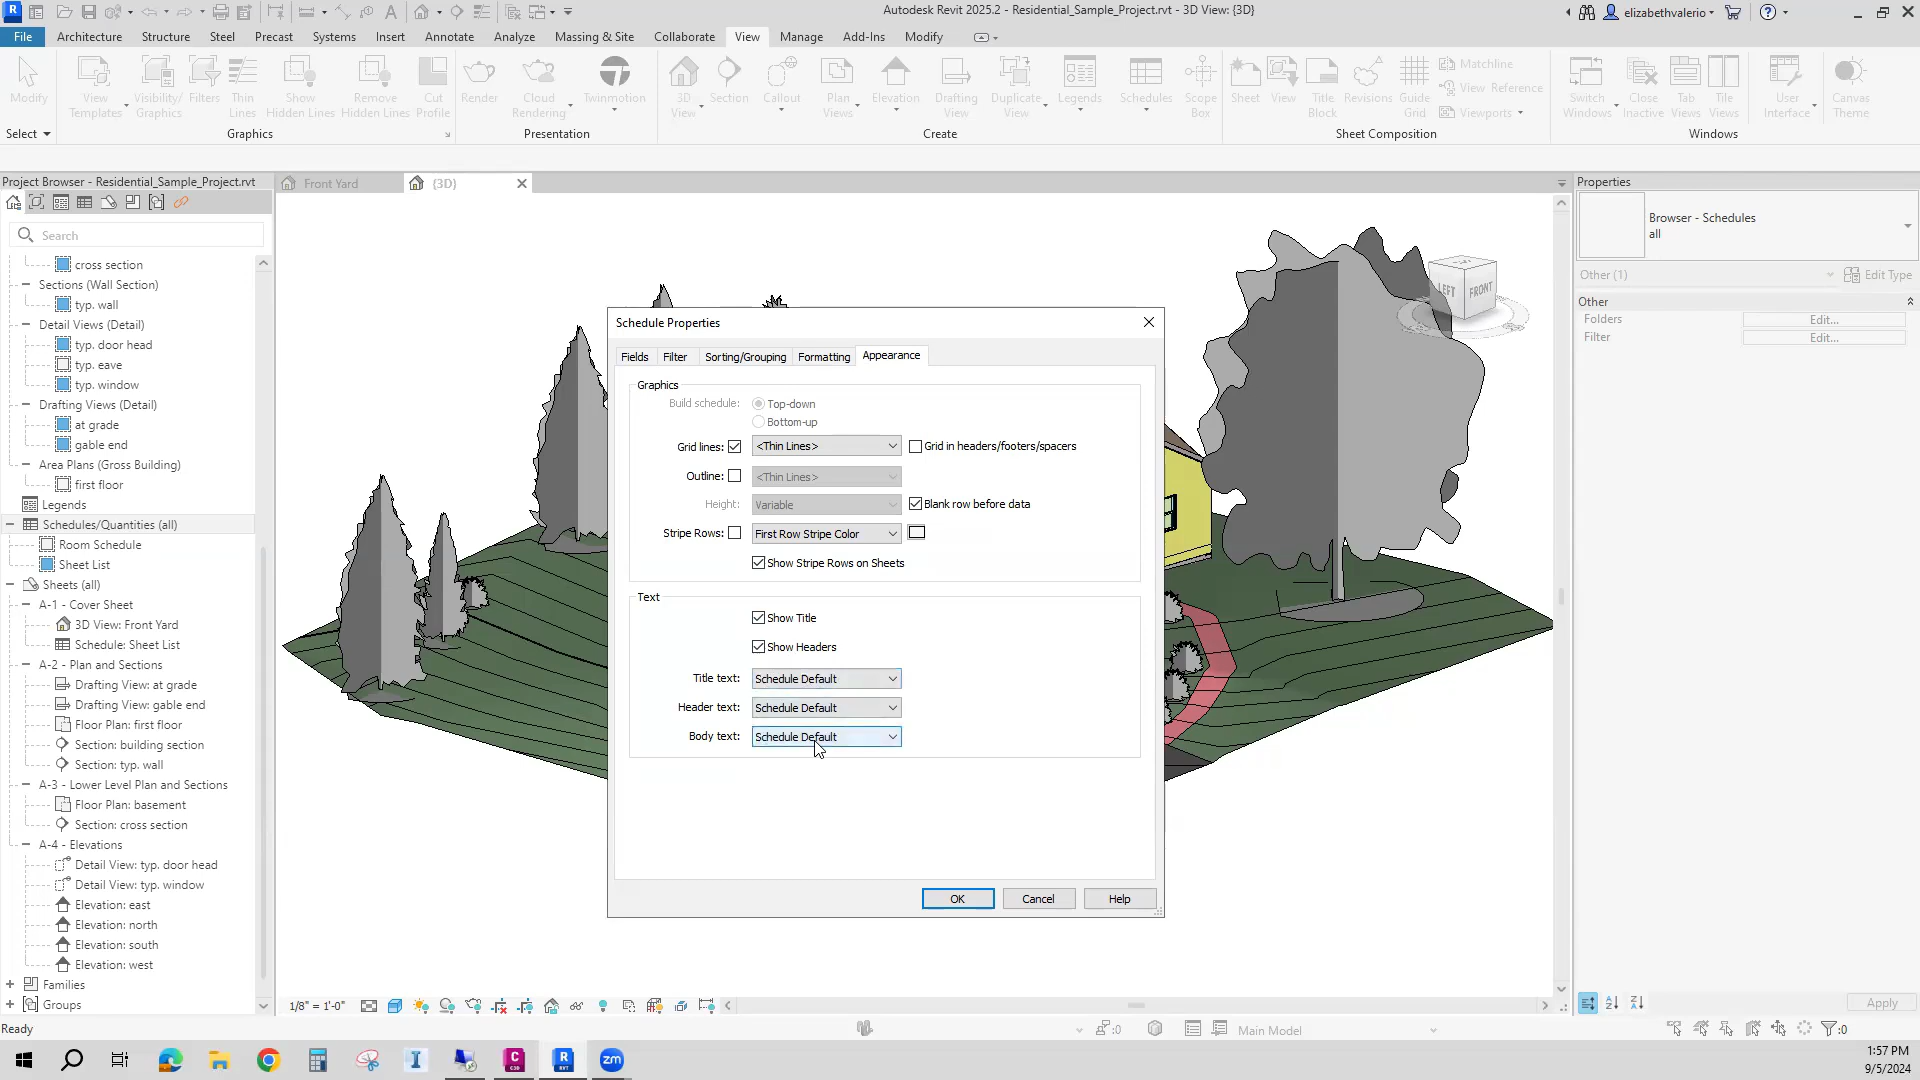 Autodesk Revit 2025.2 - Residential_Sample_Project.rvt - 3D View: {3D}
elizabethvalerio
File
Architecture
Structure
Steel
Precast
Systems
Insert
Annotate
Analyze
Massing & Site
Collaborate
View
Manage
Add-Ins
Modify
Modify
View Templates
Visibility/ Graphics
Filters
Thin Lines
Show Hidden Lines
Remove Hidden Lines
Cut Profile
Render
Cloud Rendering
Twinmotion
3D View
Section
Callout
Plan Views
Elevation
Drafting View
Duplicate View
Legends
Schedules
Scope Box
Sheet
View
Title Block
Revisions
Guide Grid
Matchline
View Reference
Viewports
Switch Windows
Close Inactive
Tab Views
Tile Views
User Interface
Canvas Theme
Select
Graphics
Presentation
Create
Sheet Composition
Windows
Project Browser - Residential_Sample_Project.rvt
Search
cross section
Sections (Wall Section)
typ. wall
Detail Views (Detail)
typ. door head
typ. eave
typ. window
Drafting Views (Detail)
at grade
gable end
Area Plans (Gross Building)
first floor
Legends
Schedules/Quantities (all)
Room Schedule
Sheet List
Sheets (all)
A-1 - Cover Sheet
3D View: Front Yard
Schedule: Sheet List
A-2 - Plan and Sections
Drafting View: at grade
Drafting View: gable end
Floor Plan: first floor
Section: building section
Section: typ. wall
A-3 - Lower Level Plan and Sections
Floor Plan: basement
Section: cross section
A-4 - Elevations
Detail View: typ. door head
Detail View: typ. window
Elevation: east
Elevation: north
Elevation: south
Elevation: west
Families
Groups
Front Yard
{3D}
LEFT
FRONT
Schedule Properties
Fields
Filter
Sorting/Grouping
Formatting
Appearance
Graphics
Build schedule:
Top-down
Bottom-up
Grid lines:
<Thin Lines>
Grid in headers/footers/spacers
Outline:
<Thin Lines>
Height:
Variable
Blank row before data
Stripe Rows:
First Row Stripe Color
Show Stripe Rows on Sheets
Text
Show Title
Show Headers
Title text:
Schedule Default
Header text:
Schedule Default
Body text:
Schedule Default
OK
Cancel
Help
Properties
Browser - Schedules
all
Other (1)
Edit Type
Other
Folders
Edit...
Filter
Edit...
Apply
1/8" = 1'-0"
Ready
:0
Main Model
:0
1:57 PM
9/5/2024